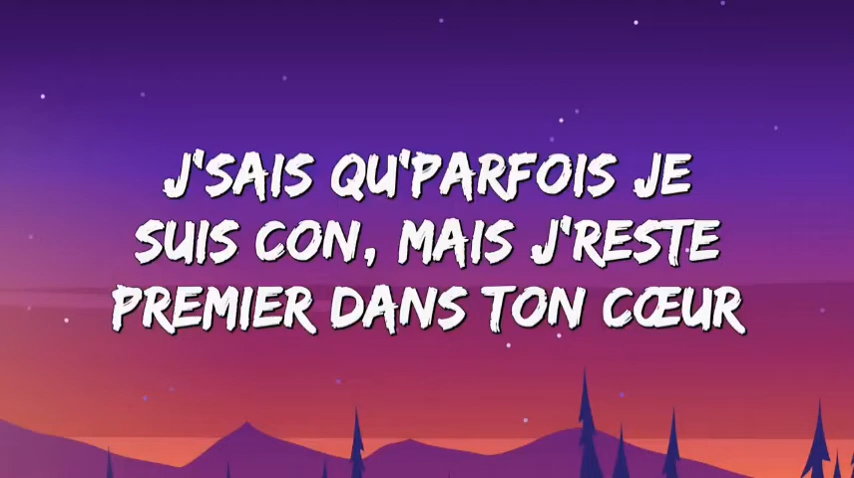 J'SAIS QU'PARFOIS JE
SUIS CON, MAIS J'RESTE
PREMIER DANS TON CŒUR